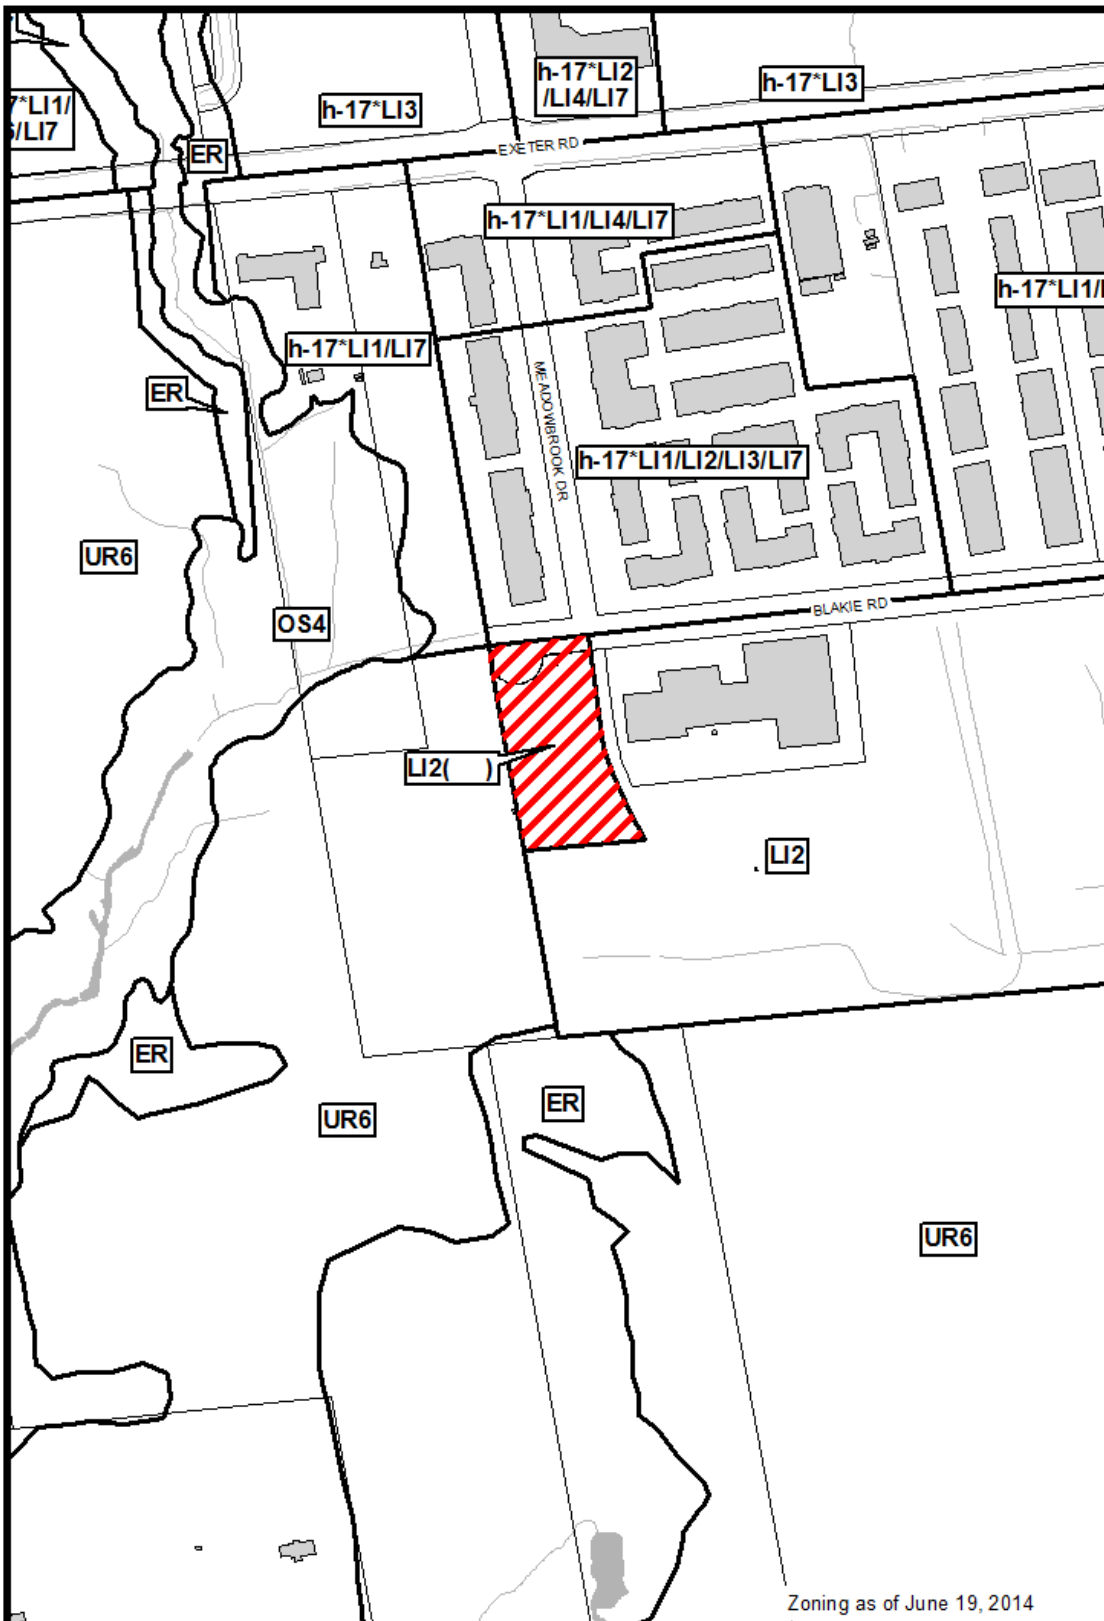 h-17*LI2
/LI4/LI7
h-17*LI3
h-17*LI3
7*LI1/
/LI7
EXETER RD
ER
h-17*LI1/LI4/LI7
h-17*LI1/
h-17*LI1/LI7
ER
MEADOWBROOK DR
h-17*LI1/LI2/LI3/LI7
UR6
BLAKIE RD
OS4
LI2( )
LI2
ER
ER
UR6
UR6
Zoning as of June 19, 2014